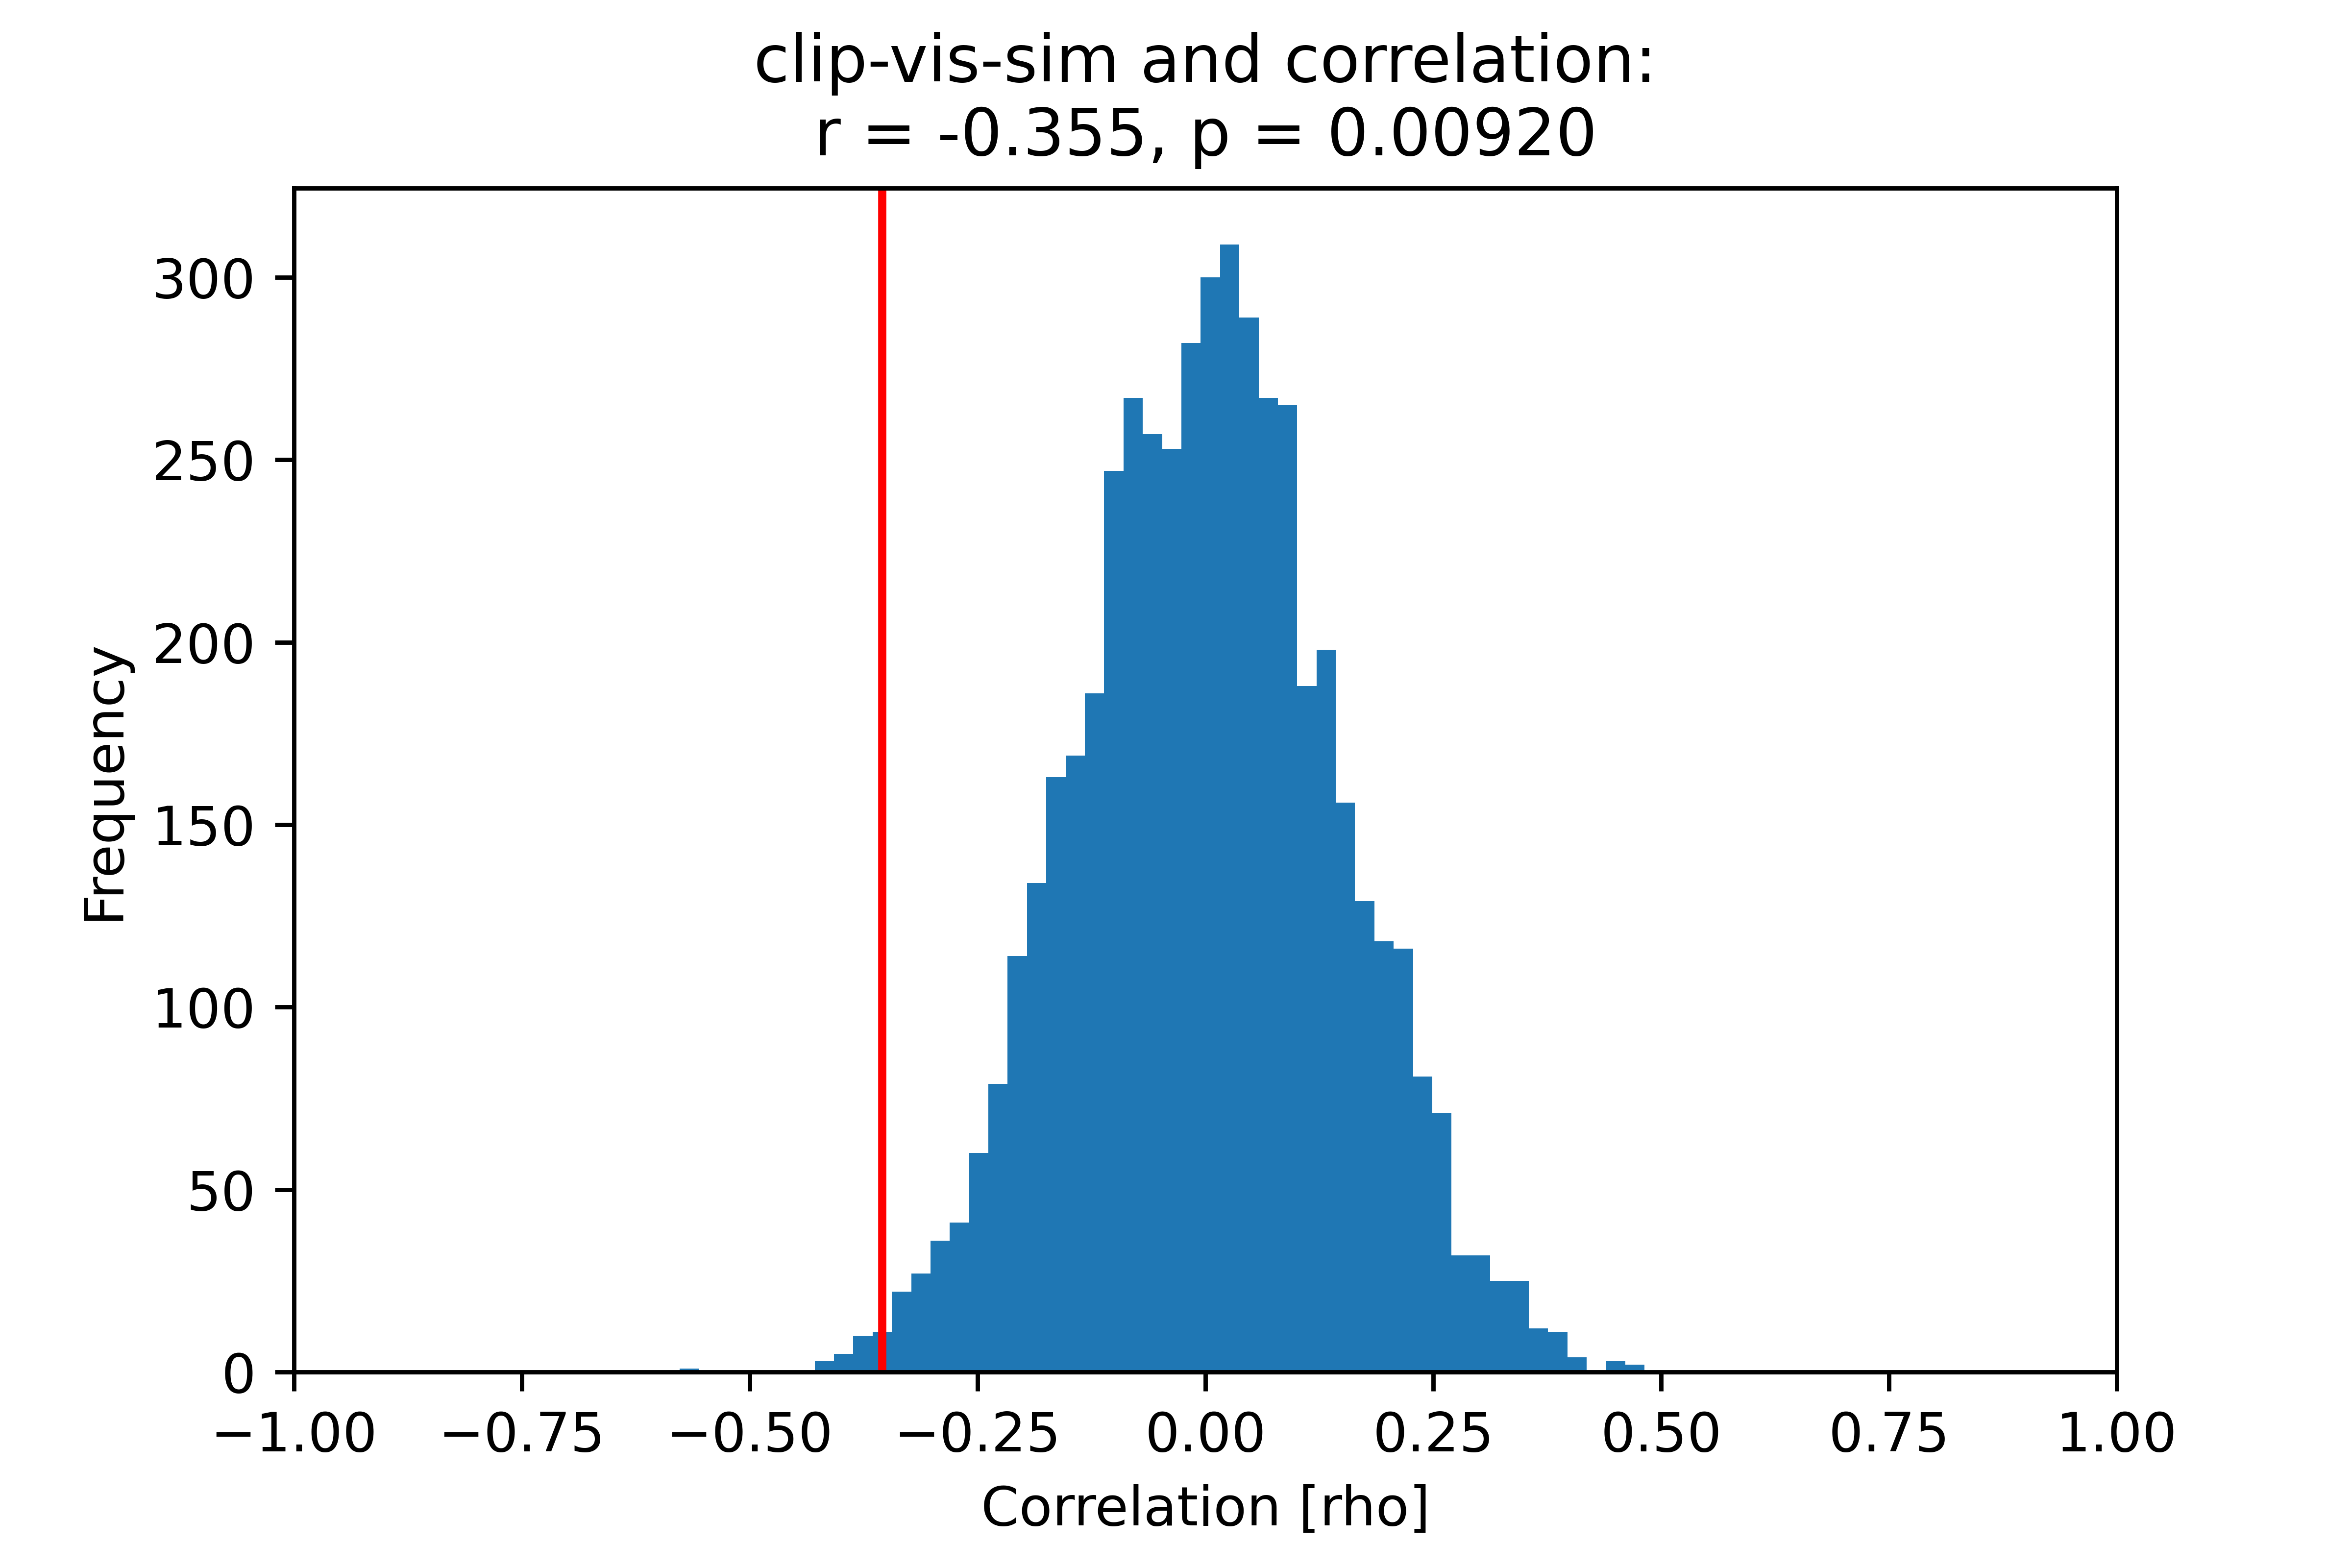 clip-vis-sim and correlation:
r = -0.355, p = 0.00920
Frequency
300
250
200
150
100
50
0
−1.00 −0.75 −0.50 −0.25 0.00 0.25 0.50 0.75 1.00
Correlation [rho]